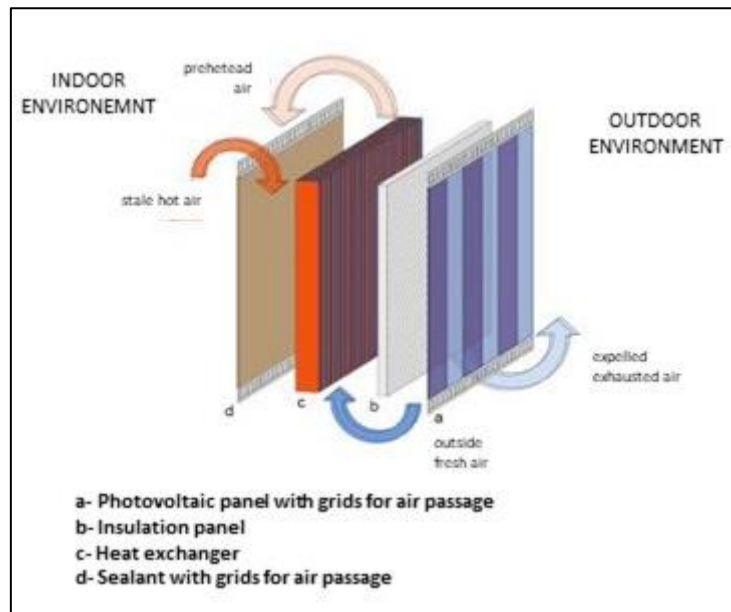 INDOOR
ENVIRONEMNT
prehetead
air
OUTDOOR
ENVIRONMENT
stale hot air
expelled
exhausted air
d
c
b
a
outside
fresh air
a- Photovoltaic panel with grids for air passage
b- Insulation panel
c- Heat exchanger
d- Sealant with grids for air passage